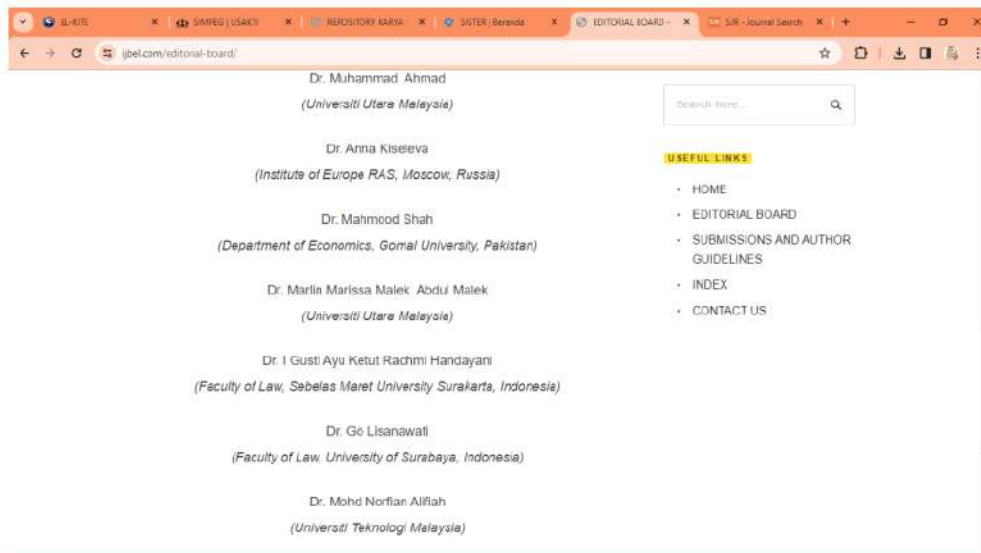 EL-KITE
SIMPEG | USAKTI
REPOSITORY KARYA
SISTER | Beranda
EDITORIAL BOARD –
SJR - Journal Search
ijbel.com/editorial-board/
Dr. Muhammad Ahmad
(Universiti Utara Malaysia)
Dr. Anna Kiseleva
(Institute of Europe RAS, Moscow, Russia)
Dr. Mahmood Shah
(Department of Economics, Gomal University, Pakistan)
Dr. Marlin Marissa Malek Abdul Malek
(Universiti Utara Malaysia)
Dr. I Gusti Ayu Ketut Rachmi Handayani
(Faculty of Law, Sebelas Maret University Surakarta, Indonesia)
Dr. Go Lisanawati
(Faculty of Law, University of Surabaya, Indonesia)
Dr. Mohd Norfian Alifiah
(Universiti Teknologi Malaysia)
Search here...
USEFUL LINKS
HOME
EDITORIAL BOARD
SUBMISSIONS AND AUTHOR
GUIDELINES
INDEX
CONTACT US